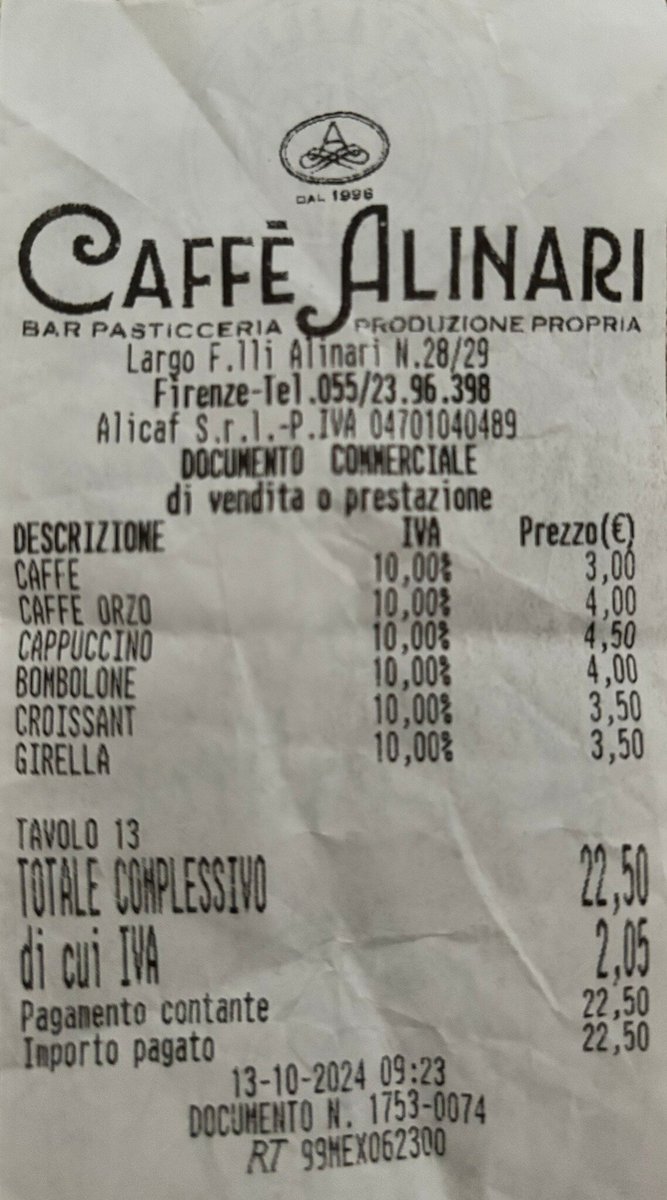 DAL 1996
CAFFÈ ALINARI
BAR PASTICCERIA PRODUZIONE PROPRIA
Largo F.lli Alinari N.28/29
Firenze-Tel.055/23.96.398
Alicaf S.r.l.-P.IVA 04701040489
DOCUMENTO COMMERCIALE
di vendita o prestazione
DESCRIZIONE IVA Prezzo(€)
CAFFE 10,00% 3,00
CAFFE ORZO 10,00% 4,00
CAPPUCCINO 10,00% 4,50
BOMBOLONE 10,00% 4,00
CROISSANT 10,00% 3,50
GIRELLA 10,00% 3,50
TAVOLO 13
TOTALE COMPLESSIVO 22,50
di cui IVA 2,05
Pagamento contante 22,50
Importo pagato 22,50
13-10-2024 09:23
DOCUMENTO N. 1753-0074
RT 99MEX062300